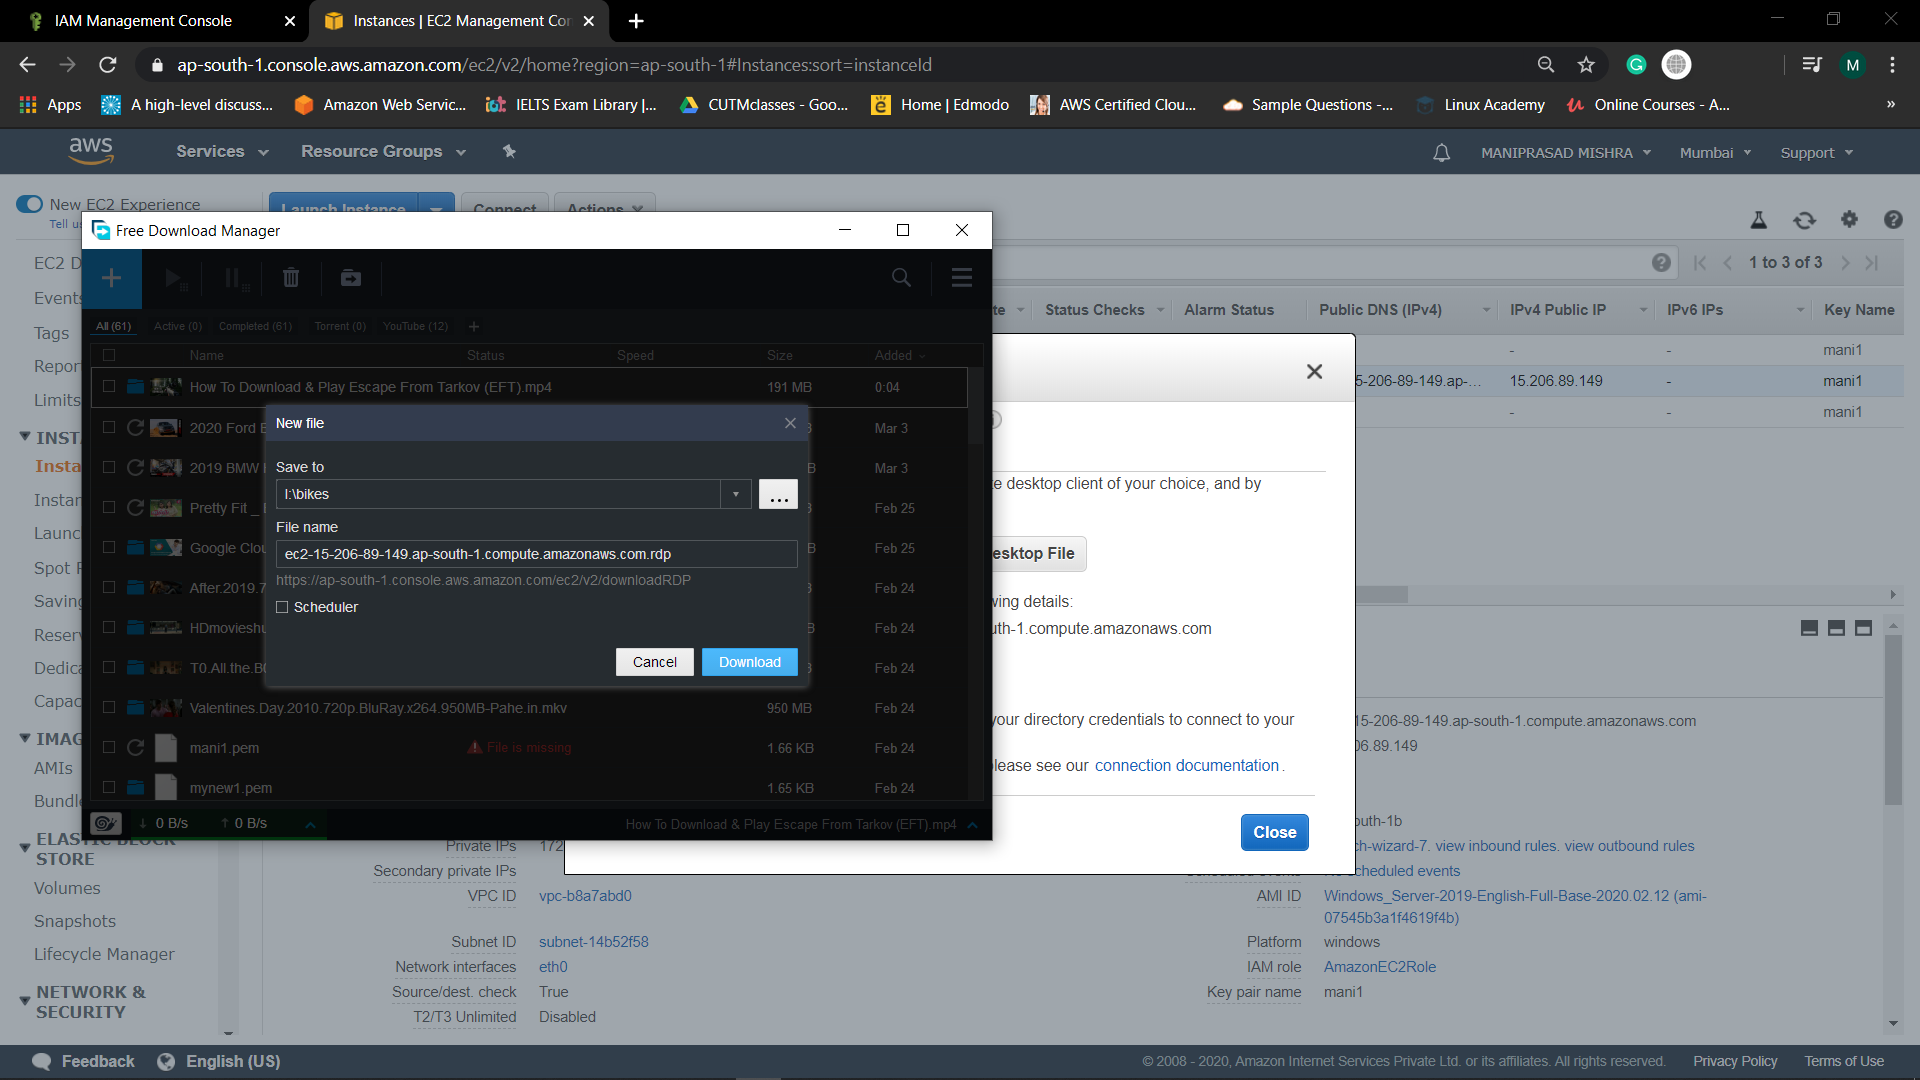 IAM Management Console
Instances | EC2 Management Con
ap-south-1.console.aws.amazon.com/ec2/v2/home?region=ap-south-1#Instances:sort=instanceId
M
Apps
A high-level discuss...
Amazon Web Servic...
IELTS Exam Library |...
CUTMclasses - Goo...
Home | Edmodo
AWS Certified Clou...
Sample Questions -...
Linux Academy
Online Courses - A...
»
aws
Services
Resource Groups
MANIPRASAD MISHRA
Mumbai
Support
New EC2 Experience
Tell us
Launch Instance
Connect
Actions
Free Download Manager
EC2 D
Events
Tags
Report
Limits
INSTA
Insta
Instan
Launc
Spot R
Saving
Reserv
Dedica
Capac
IMAG
AMIs
Bundle
ELASTIC BLOCK
STORE
Volumes
Snapshots
Lifecycle Manager
NETWORK &
SECURITY
1 to 3 of 3
te
Status Checks
Alarm Status
Public DNS (IPv4)
IPv4 Public IP
IPv6 IPs
Key Name
- - mani1
5-206-89-149.ap-... 15.206.89.149 - mani1
- - mani1
All (61)
Active (0)
Completed (61)
Torrent (0)
YouTube (12)
+
Name Status Speed Size Added
How To Download & Play Escape From Tarkov (EFT).mp4 191 MB 0:04
2020 Ford E Mar 3
2019 BMW Mar 3
Pretty Fit _ Feb 25
Google Clou Feb 25
After.2019.7 Feb 24
HDmovieshu Feb 24
T0.All.the.B Feb 24
Valentines.Day.2010.720p.BluRay.x264.950MB-Pahe.in.mkv 950 MB Feb 24
mani1.pem File is missing 1.66 KB Feb 24
mynew1.pem 1.65 KB Feb 24
New file
Save to
I:\bikes
...
File name
ec2-15-206-89-149.ap-south-1.compute.amazonaws.com.rdp
https://ap-south-1.console.aws.amazon.com/ec2/v2/downloadRDP
Scheduler
Cancel
Download
0 B/s
0 B/s
How To Download & Play Escape From Tarkov (EFT).mp4
e desktop client of your choice, and by
esktop File
wing details:
uth-1.compute.amazonaws.com
your directory credentials to connect to your
lease see our connection documentation.
Close
15-206-89-149.ap-south-1.compute.amazonaws.com
06.89.149
outh-1b
ch-wizard-7. view inbound rules. view outbound rules
Private IPs 172
Secondary private IPs
Scheduled events No scheduled events
VPC ID vpc-b8a7abd0
AMI ID Windows_Server-2019-English-Full-Base-2020.02.12 (ami-
07545b3a1f4619f4b)
Subnet ID subnet-14b52f58
Platform windows
Network interfaces eth0
IAM role AmazonEC2Role
Source/dest. check True
Key pair name mani1
T2/T3 Unlimited Disabled
Feedback
English (US)
© 2008 - 2020, Amazon Internet Services Private Ltd. or its affiliates. All rights reserved.
Privacy Policy
Terms of Use